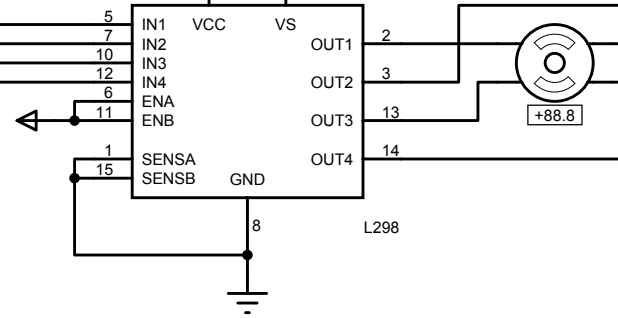 5 IN1 VCC VS
7 IN2 OUT1 2
10 IN3
12 IN4 OUT2 3
6 ENA
11 ENB OUT3 13
+88.8
1 SENSA OUT4 14
15 SENSB GND
8
L298